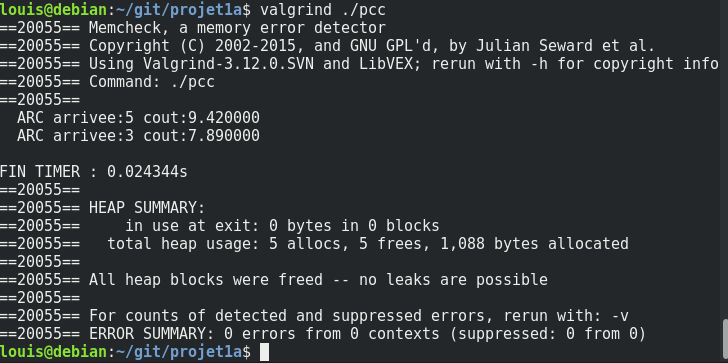 louis@debian:~/git/projet1a$ valgrind ./pcc
==20055== Memcheck, a memory error detector
==20055== Copyright (C) 2002-2015, and GNU GPL'd, by Julian Seward et al.
==20055== Using Valgrind-3.12.0.SVN and LibVEX; rerun with -h for copyright info
==20055== Command: ./pcc
==20055==
  ARC arrivee:5 cout:9.420000
  ARC arrivee:3 cout:7.890000

FIN TIMER : 0.024344s
==20055==
==20055== HEAP SUMMARY:
==20055==     in use at exit: 0 bytes in 0 blocks
==20055==   total heap usage: 5 allocs, 5 frees, 1,088 bytes allocated
==20055==
==20055== All heap blocks were freed -- no leaks are possible
==20055==
==20055== For counts of detected and suppressed errors, rerun with: -v
==20055== ERROR SUMMARY: 0 errors from 0 contexts (suppressed: 0 from 0)
louis@debian:~/git/projet1a$